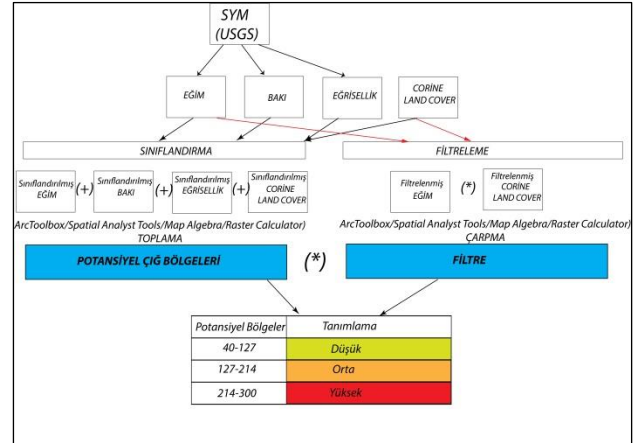 SYM
(USGS)
EĞİM
BAKI
EĞRİSELLİK
CORİNE
LAND COVER
SINIFLANDIRMA
FİLTRELEME
Sınıflandırılmış
EĞİM
(+)
Sınıflandırılmış
BAKI
(+)
Sınıflandırılmış
EĞRİSELLİK
(+)
Sınıflandırılmış
CORİNE
LAND COVER
Filtrelenmiş
EĞİM
(*)
Filtrelenmiş
CORİNE
LAND COVER
ArcToolbox/Spatial Analyst Tools/Map Algebra/Raster Calculator)
TOPLAMA
ArcToolbox/Spatial Analyst Tools/Map Algebra/Raster Calculator)
ÇARPMA
POTANSİYEL ÇIĞ BÖLGELERİ
(*)
FİLTRE
Potansiyel Bölgeler Tanımlama
40-127 Düşük
127-214 Orta
214-300 Yüksek